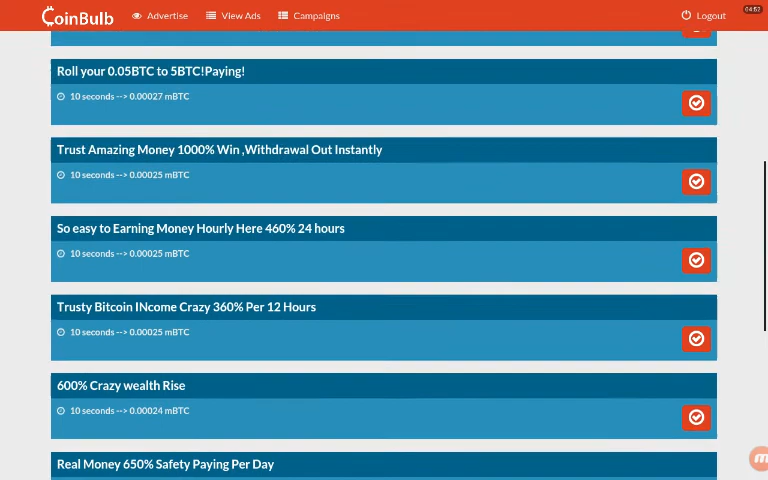 CoinBulb
Advertise
View Ads
Campaigns
Logout
04:52
Roll your 0.05BTC to 5BTC!Paying!
10 seconds --> 0.00027 mBTC
Trust Amazing Money 1000% Win ,Withdrawal Out Instantly
10 seconds --> 0.00025 mBTC
So easy to Earning Money Hourly Here 460% 24 hours
10 seconds --> 0.00025 mBTC
Trusty Bitcoin INcome Crazy 360% Per 12 Hours
10 seconds --> 0.00025 mBTC
600% Crazy wealth Rise
10 seconds --> 0.00024 mBTC
Real Money 650% Safety Paying Per Day